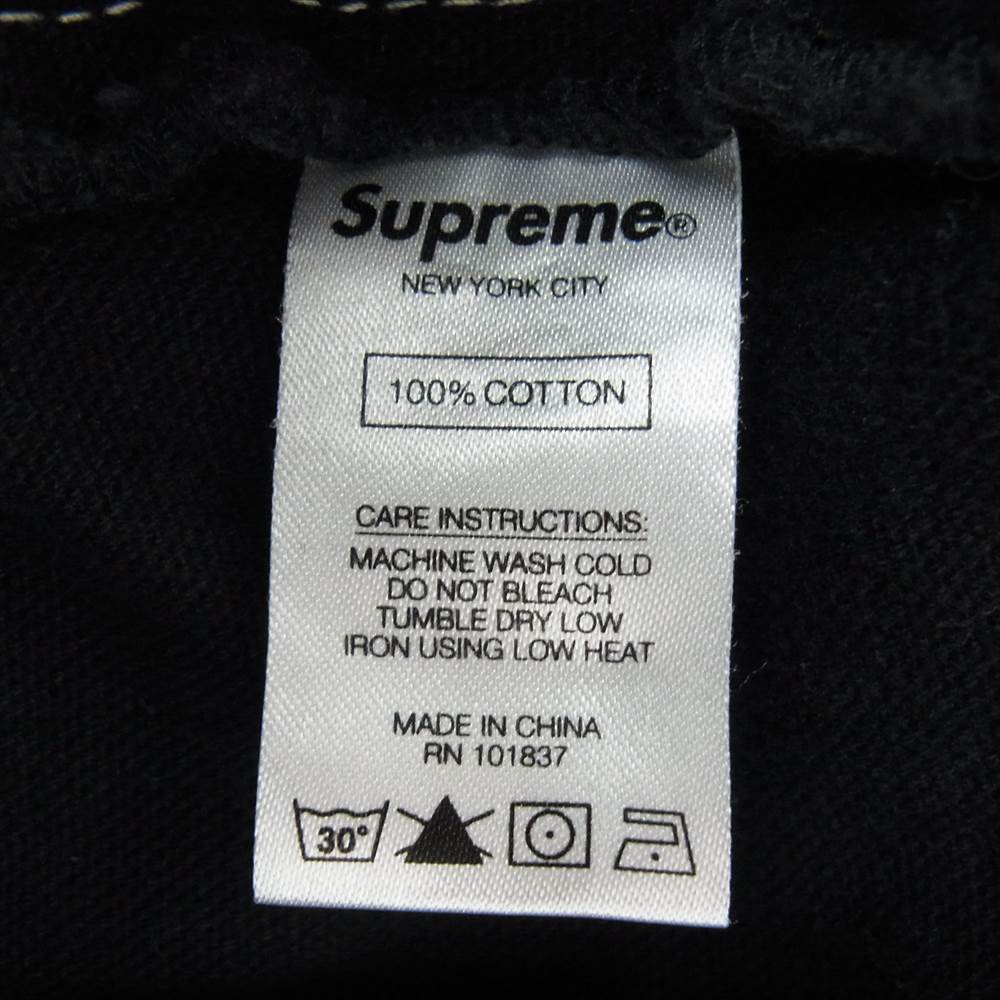 Supreme®
NEW YORK CITY
100% COTTON
CARE INSTRUCTIONS:
MACHINE WASH COLD
DO NOT BLEACH
TUMBLE DRY LOW
IRON USING LOW HEAT
MADE IN CHINA
RN 101837
30°